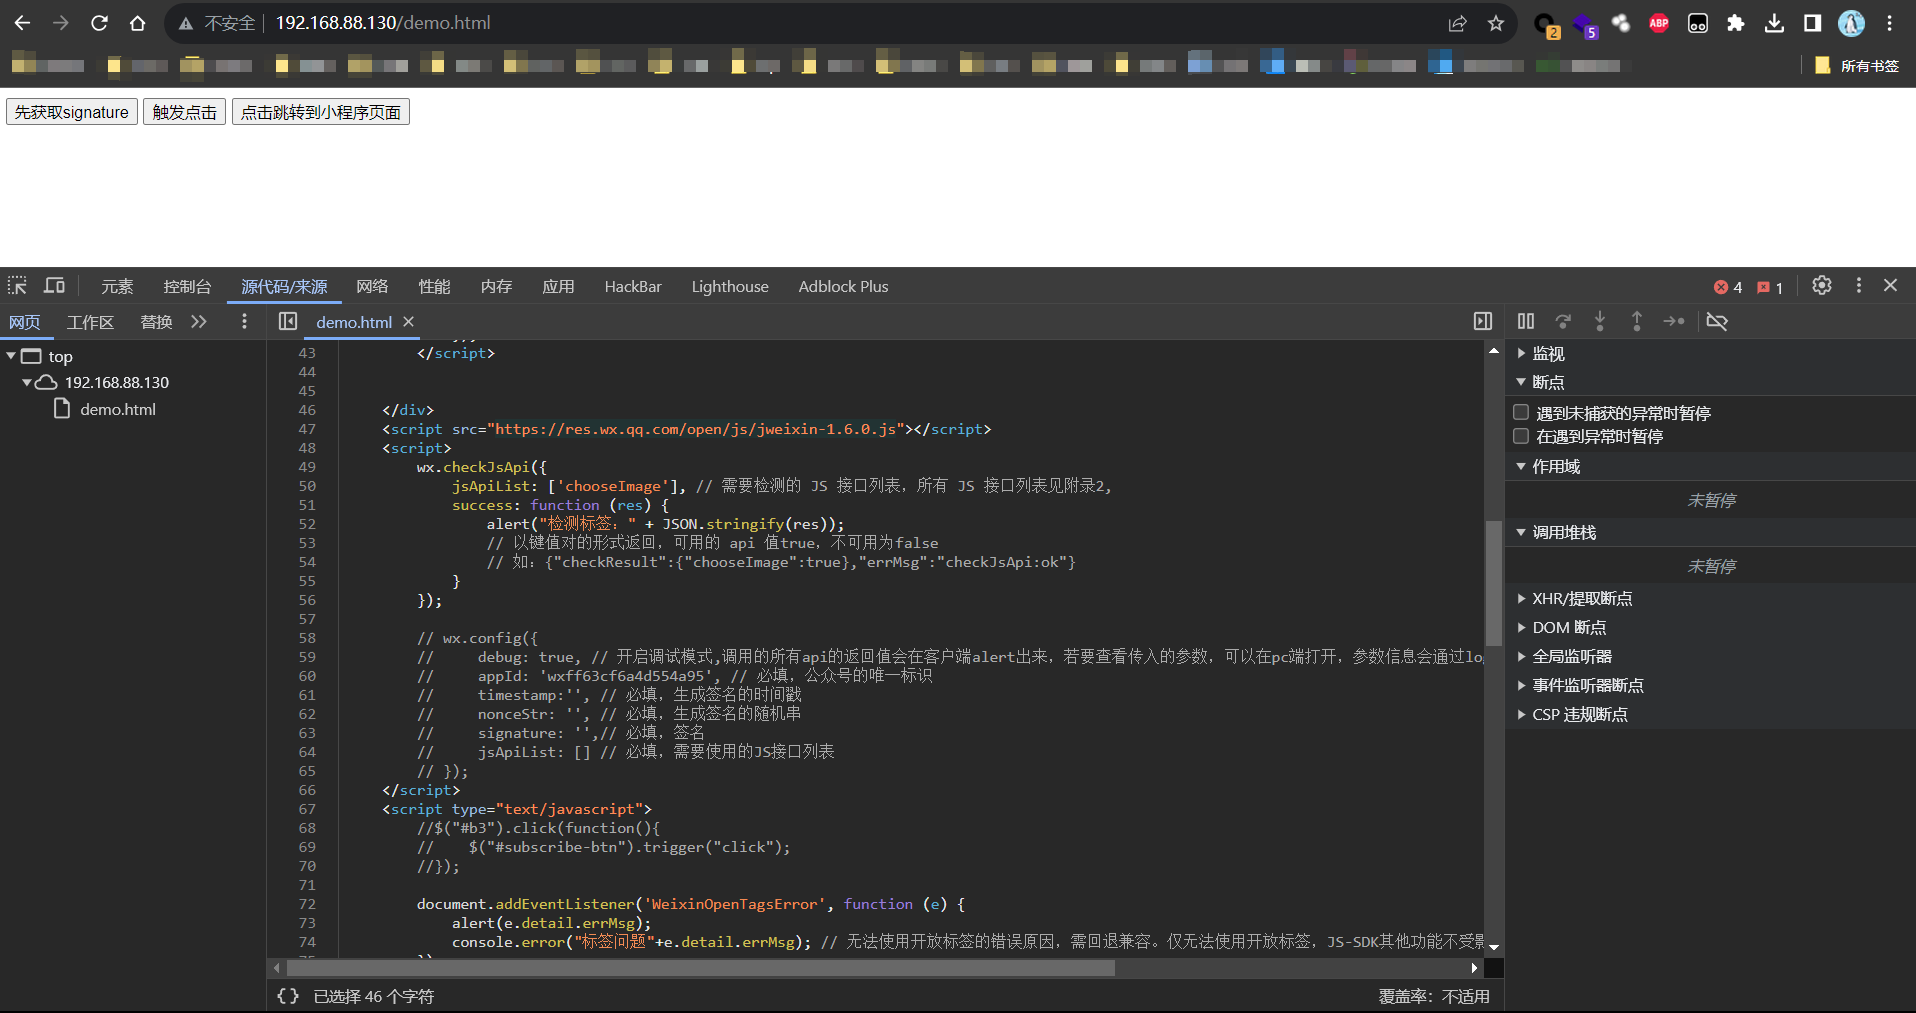 不安全 192.168.88.130/demo.html
2
5
ABP
所有书签
先获取signature 触发点击 点击跳转到小程序页面
元素 控制台 源代码/来源 网络 性能 内存 应用 HackBar Lighthouse Adblock Plus 4 1
网页 工作区 替换 demo.html
top
192.168.88.130
demo.html
43 </script>
44
45
46 </div>
47 <script src="https://res.wx.qq.com/open/js/jweixin-1.6.0.js"></script>
48 <script>
49 wx.checkJsApi({
50 jsApiList: ['chooseImage'], // 需要检测的 JS 接口列表，所有 JS 接口列表见附录2,
51 success: function (res) {
52 alert("检测标签：" + JSON.stringify(res));
53 // 以键值对的形式返回，可用的 api 值true，不可用为false
54 // 如：{"checkResult":{"chooseImage":true},"errMsg":"checkJsApi:ok"}
55 }
56 });
57
58 // wx.config({
59 // debug: true, // 开启调试模式,调用的所有api的返回值会在客户端alert出来，若要查看传入的参数，可以在pc端打开，参数信息会通过lo
60 // appId: 'wxff63cf6a4d554a95', // 必填，公众号的唯一标识
61 // timestamp:'', // 必填，生成签名的时间戳
62 // nonceStr: '', // 必填，生成签名的随机串
63 // signature: '',// 必填，签名
64 // jsApiList: [] // 必填，需要使用的JS接口列表
65 // });
66 </script>
67 <script type="text/javascript">
68 //$("#b3").click(function(){
69 // $("#subscribe-btn").trigger("click");
70 //});
71
72 document.addEventListener('WeixinOpenTagsError', function (e) {
73 alert(e.detail.errMsg);
74 console.error("标签问题"+e.detail.errMsg); // 无法使用开放标签的错误原因，需回退兼容。仅无法使用开放标签，JS-SDK其他功能不受
{} 已选择 46 个字符 覆盖率：不适用
监视
断点
遇到未捕获的异常时暂停
在遇到异常时暂停
作用域
未暂停
调用堆栈
未暂停
XHR/提取断点
DOM 断点
全局监听器
事件监听器断点
CSP 违规断点